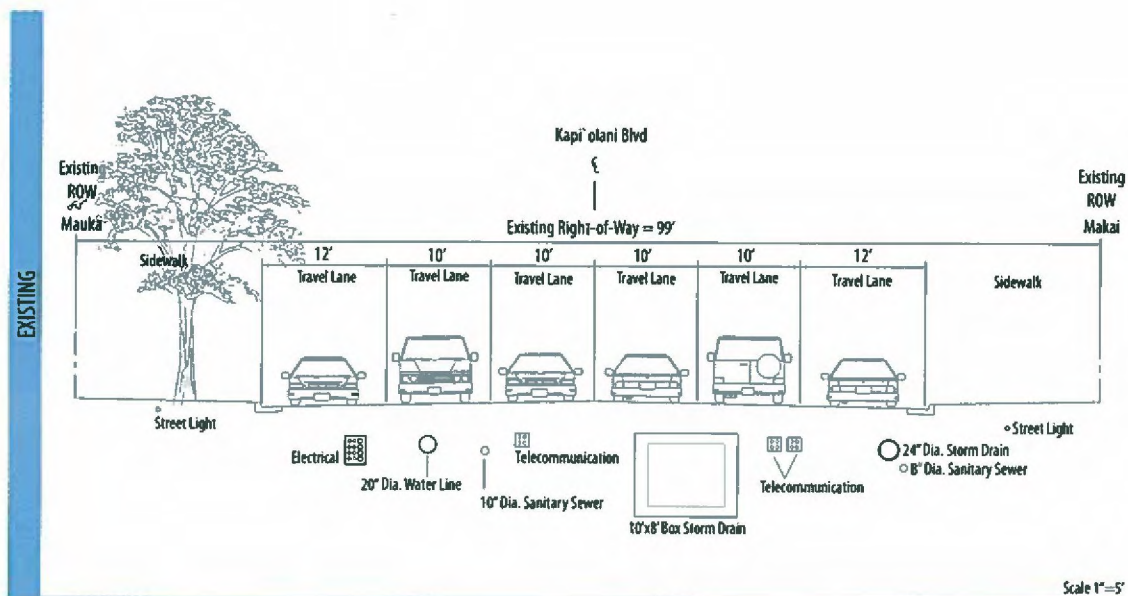 EXISTING
Kapi`olani Blvd
Existing
ROW
Mauka
Existing
ROW
Makai
Existing Right-of-Way = 99'
12'
10'
10'
10'
10'
12'
Sidewalk
Travel Lane
Travel Lane
Travel Lane
Travel Lane
Travel Lane
Travel Lane
Sidewalk
Street Light
Street Light
Electrical
20" Dia. Water Line
10" Dia. Sanitary Sewer
Telecommunication
10'x8' Box Storm Drain
Telecommunication
24" Dia. Storm Drain
8" Dia. Sanitary Sewer
Scale 1"=5'